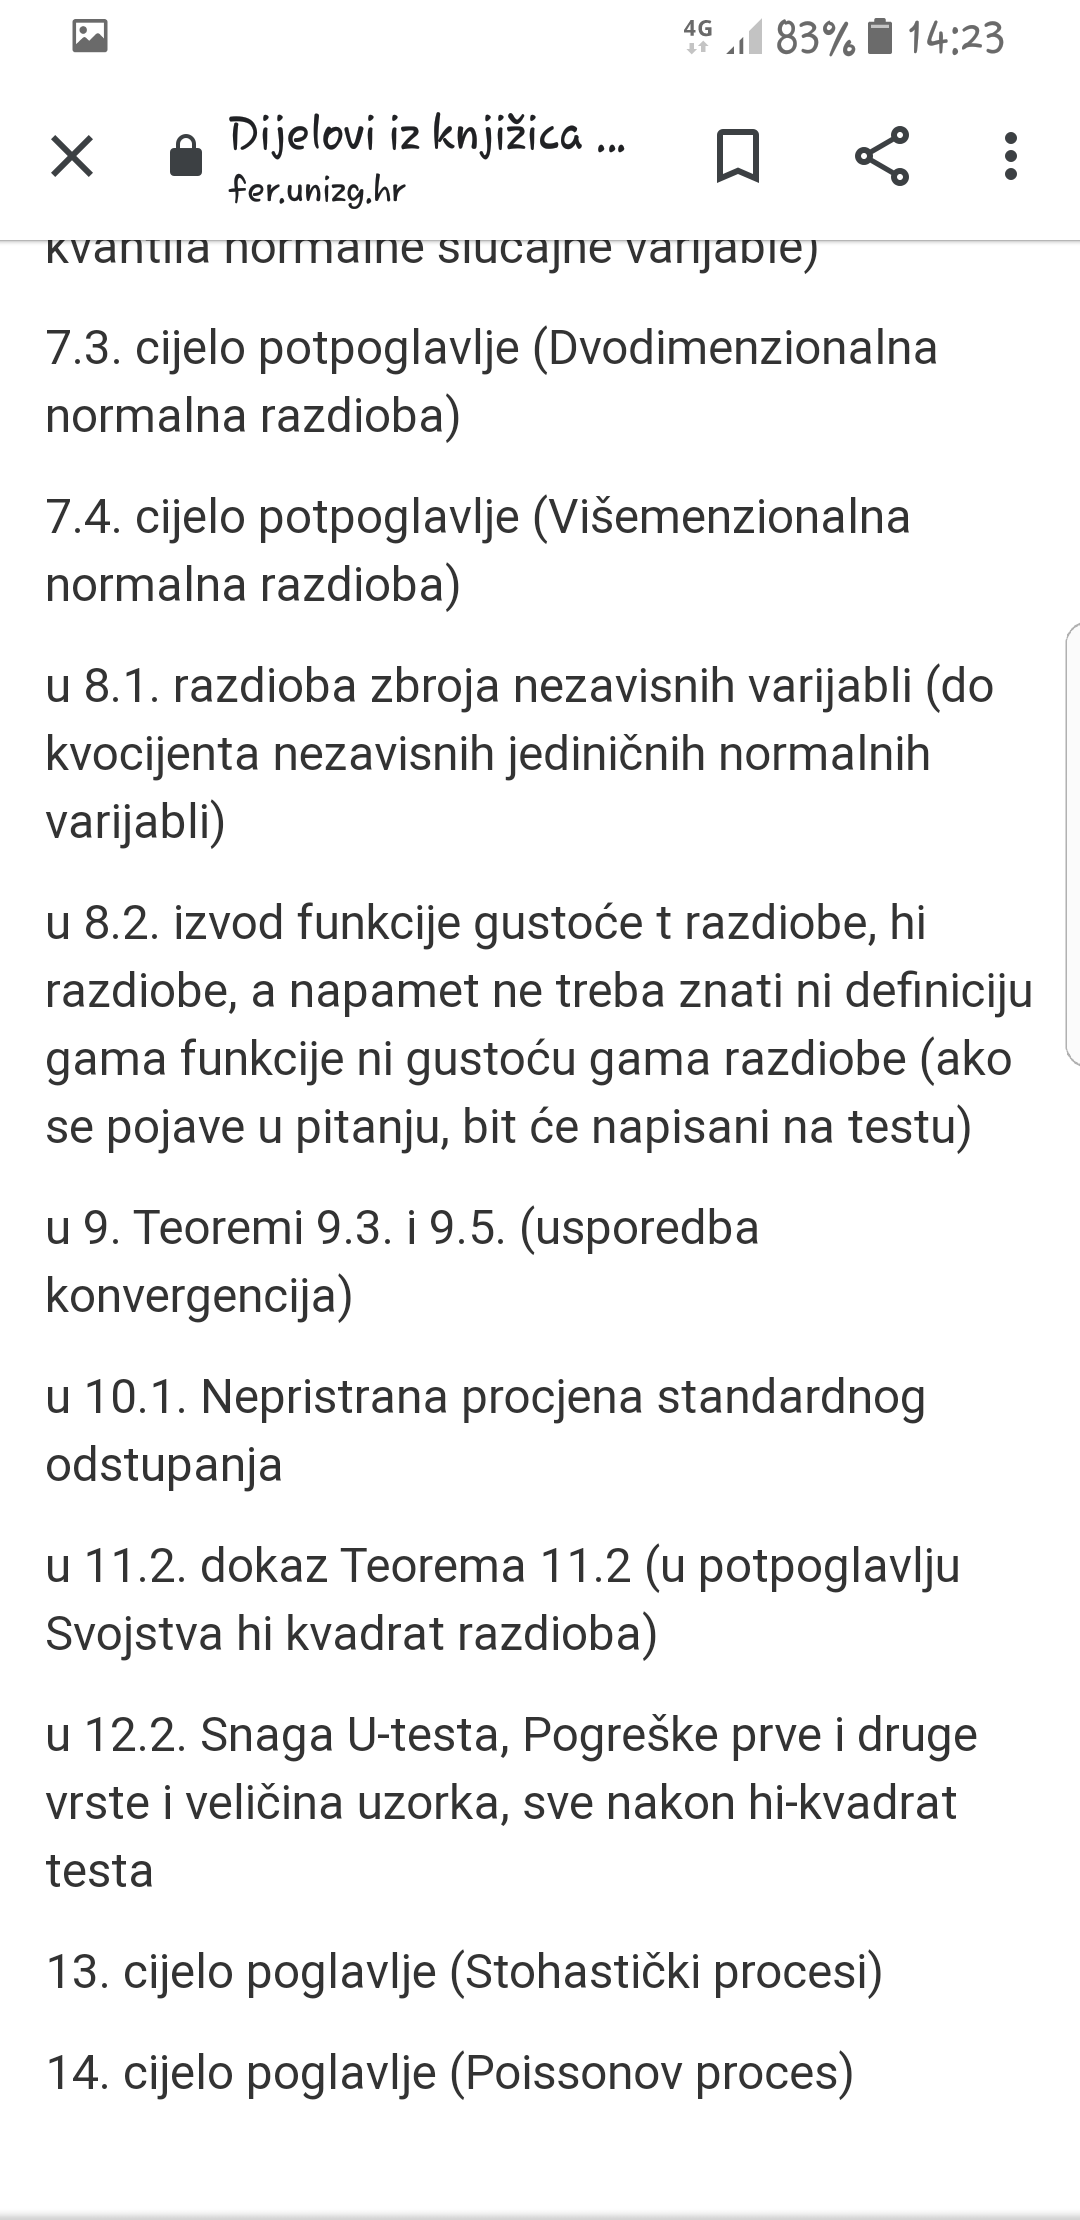 4G 83% 14:23
Dijelovi iz knjižica ...
fer.unizg.hr
kvantila normalne slučajne varijable)
7.3. cijelo potpoglavlje (Dvodimenzionalna
normalna razdioba)
7.4. cijelo potpoglavlje (Višemenzionalna
normalna razdioba)
u 8.1. razdioba zbroja nezavisnih varijabli (do
kvocijenta nezavisnih jediničnih normalnih
varijabli)
u 8.2. izvod funkcije gustoće t razdiobe, hi
razdiobe, a napamet ne treba znati ni definiciju
gama funkcije ni gustoću gama razdiobe (ako
se pojave u pitanju, bit će napisani na testu)
u 9. Teoremi 9.3. i 9.5. (usporedba
konvergencija)
u 10.1. Nepristrana procjena standardnog
odstupanja
u 11.2. dokaz Teorema 11.2 (u potpoglavlju
Svojstva hi kvadrat razdioba)
u 12.2. Snaga U-testa, Pogreške prve i druge
vrste i veličina uzorka, sve nakon hi-kvadrat
testa
13. cijelo poglavlje (Stohastički procesi)
14. cijelo poglavlje (Poissonov proces)